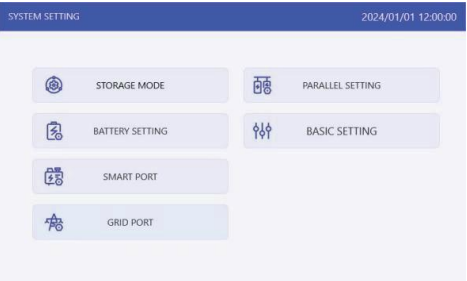 SYSTEM SETTING
2024/01/01 12:00:00
STORAGE MODE
PARALLEL SETTING
BATTERY SETTING
BASIC SETTING
SMART PORT
GRID PORT